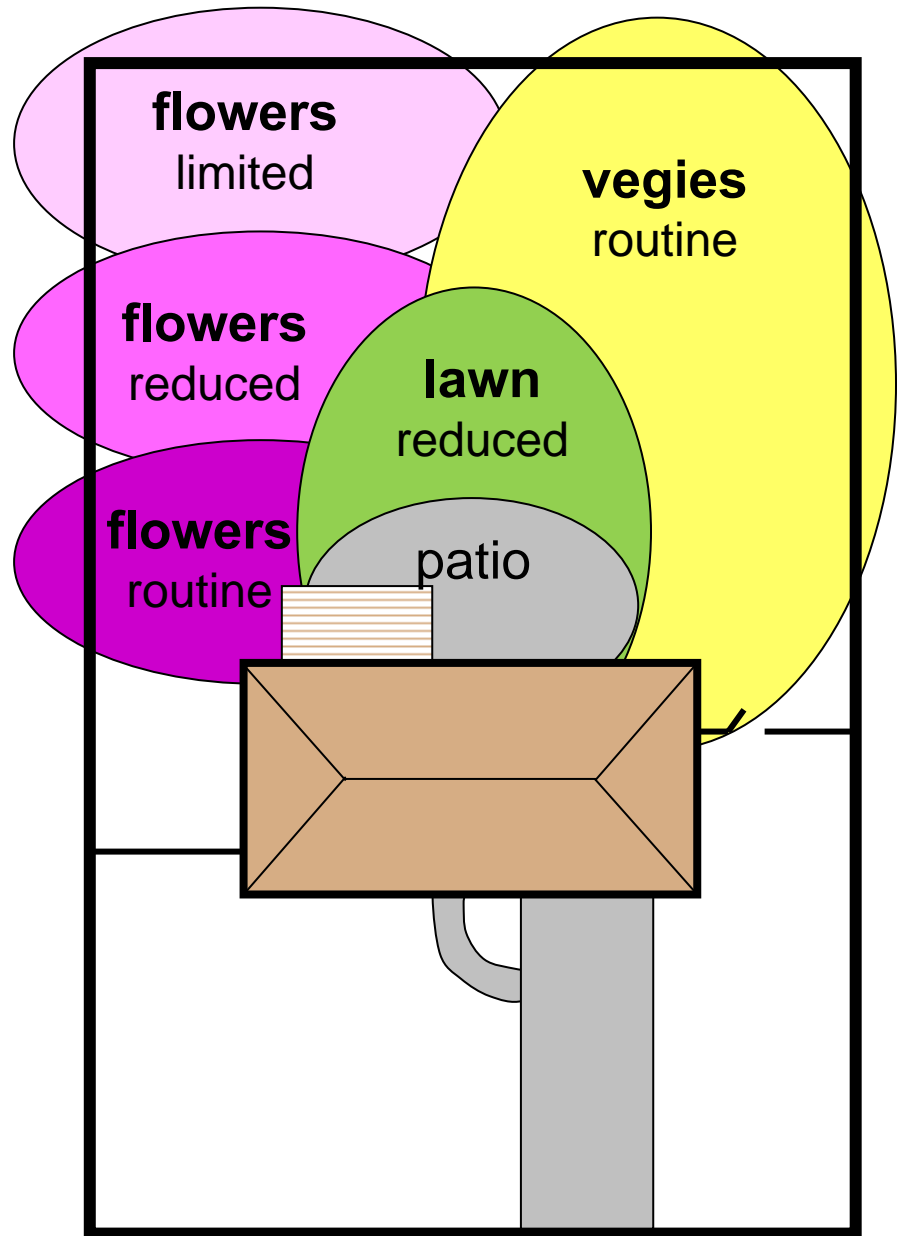 flowers
limited
vegies
routine
flowers
reduced
lawn
reduced
flowers
routine
patio